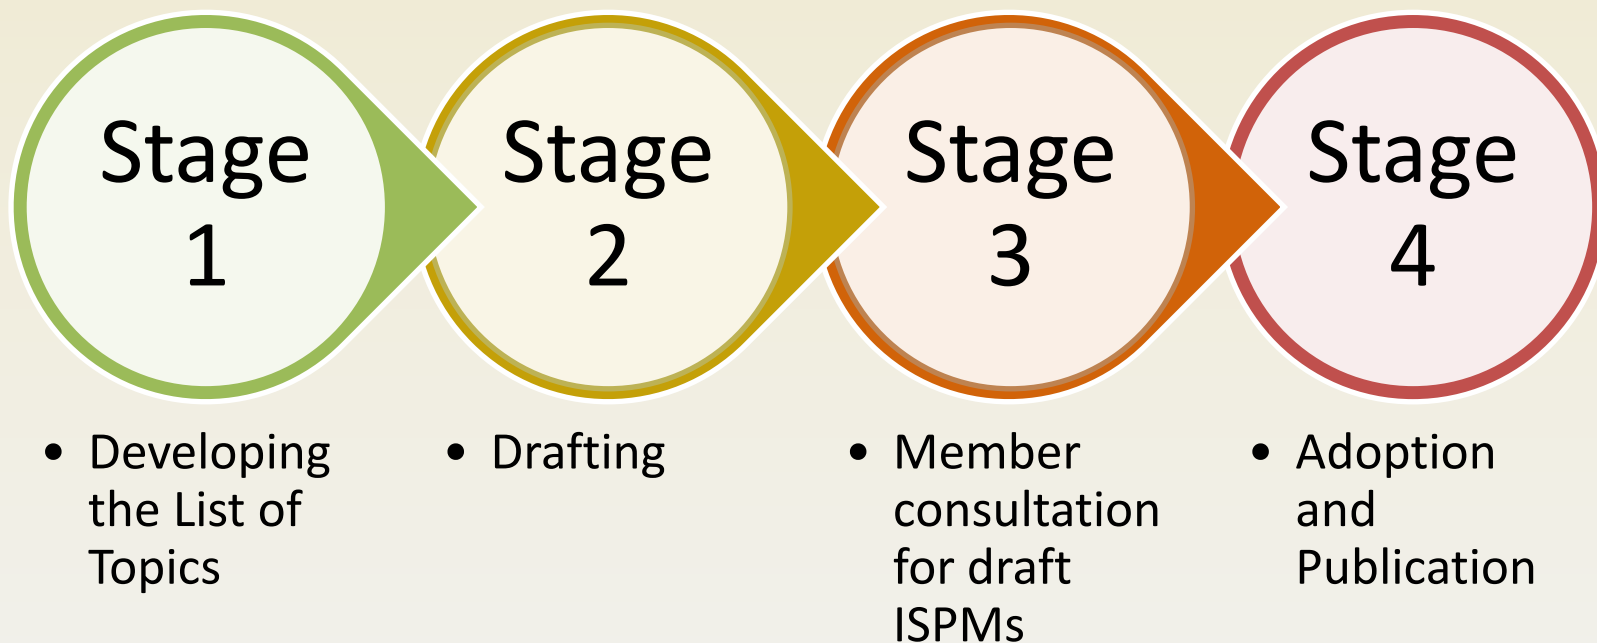 Stage
1
Stage
2
Stage
3
Stage
4
• Developing
the List of
Topics
• Drafting
• Member
consultation
for draft
ISPMs
• Adoption
and
Publication